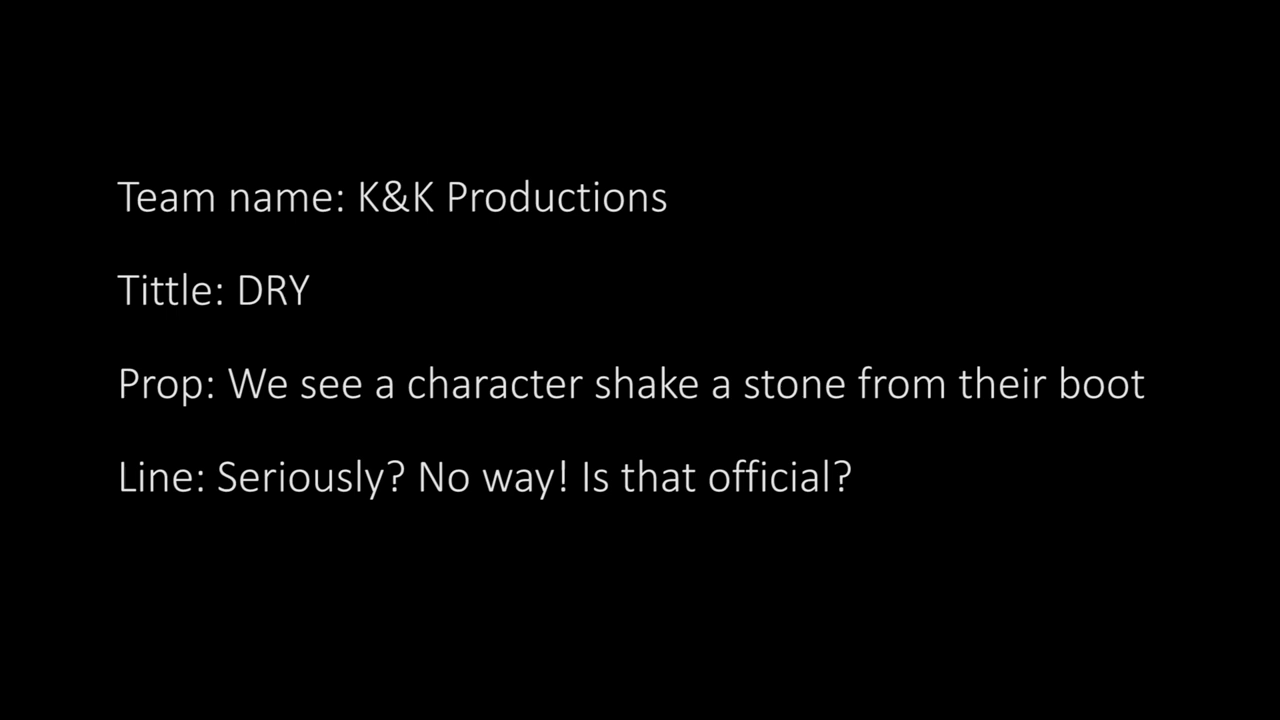 Team name: K&K Productions
Tittle: DRY
Prop: We see a character shake a stone from their boot
Line: Seriously? No way! Is that official?